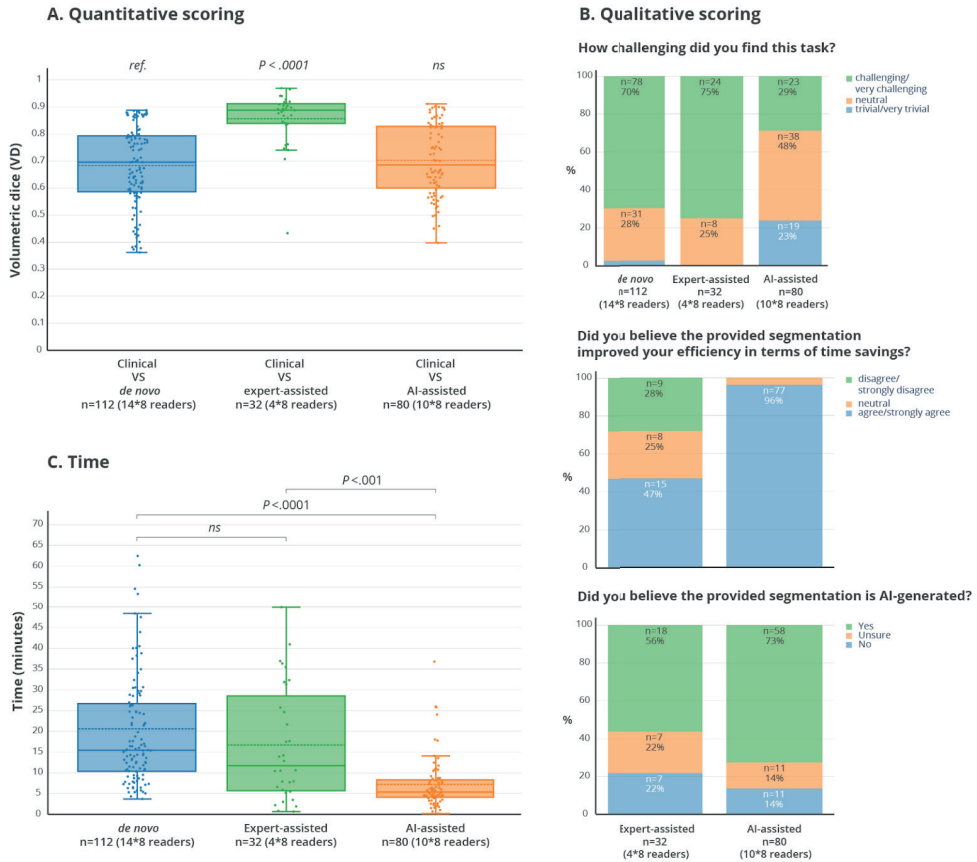 A. Quantitative scoring
ref.
P < .0001
ns
Volumetric dice (VD)
1
0.9
0.8
0.7
0.6
0.5
0.4
0.3
0.2
0.1
0
Clinical
VS
de novo
n=112 (14*8 readers)
Clinical
VS
expert-assisted
n=32 (4*8 readers)
Clinical
VS
AI-assisted
n=80 (10*8 readers)
C. Time
P <.001
P <.0001
ns
Time (minutes)
70
65
60
55
50
45
40
35
30
25
20
15
10
5
0
de novo
n=112 (14*8 readers)
Expert-assisted
n=32 (4*8 readers)
AI-assisted
n=80 (10*8 readers)
B. Qualitative scoring
How challenging did you find this task?
%
100
80
60
40
20
0
n=78
70%
n=31
28%
n=24
75%
n=8
25%
n=23
29%
n=38
48%
n=19
23%
challenging/
very challenging
neutral
trivial/very trivial
de novo
n=112
(14*8 readers)
Expert-assisted
n=32
(4*8 readers)
AI-assisted
n=80
(10*8 readers)
Did you believe the provided segmentation
improved your efficiency in terms of time savings?
%
100
80
60
40
20
0
n=9
28%
n=8
25%
n=15
47%
n=77
96%
disagree/
strongly disagree
neutral
agree/strongly agree
Did you believe the provided segmentation is AI-generated?
%
100
80
60
40
20
0
n=18
56%
n=7
22%
n=7
22%
n=58
73%
n=11
14%
n=11
14%
Yes
Unsure
No
Expert-assisted
n=32
(4*8 readers)
AI-assisted
n=80
(10*8 readers)